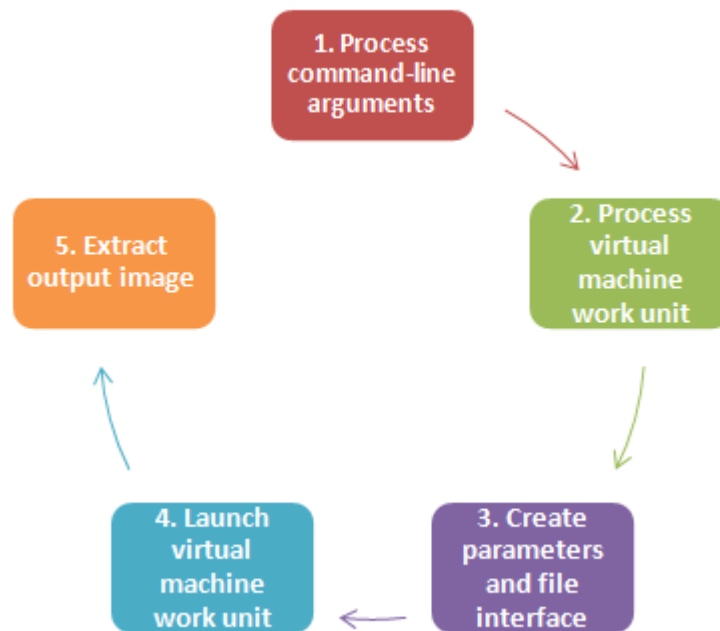 1. Process
command-line
arguments
2. Process
virtual
machine
work unit
3. Create
parameters
and file
interface
4. Launch
virtual
machine
work unit
5. Extract
output image